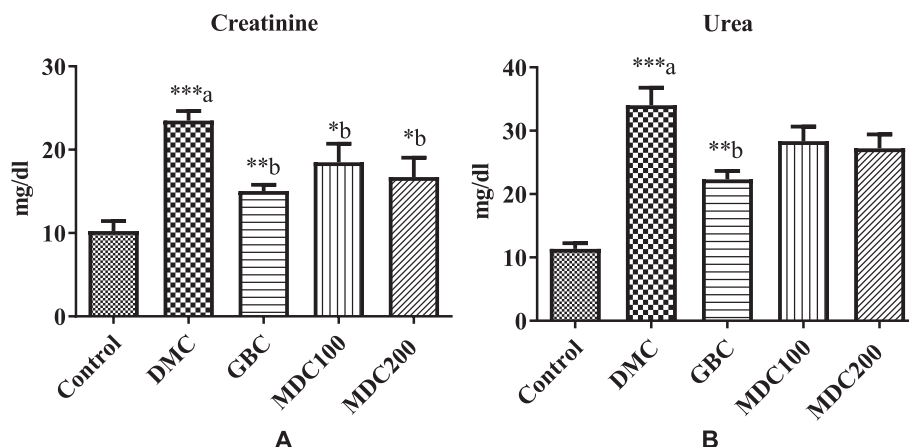 Creatinine
mg/dl
30
20
10
0
***a
**b
*b
*b
Control
DMC
GBC
MDC100
MDC200
A
Urea
mg/dl
40
30
20
10
0
***a
**b
Control
DMC
GBC
MDC100
MDC200
B